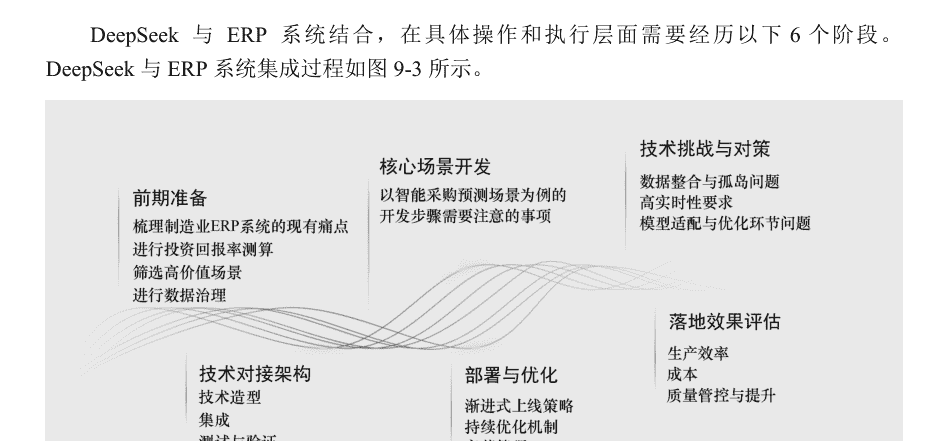 DeepSeek 与 ERP 系统结合，在具体操作和执行层面需要经历以下 6 个阶段。
DeepSeek 与 ERP 系统集成过程如图 9-3 所示。
前期准备
梳理制造业ERP系统的现有痛点
进行投资回报率测算
筛选高价值场景
进行数据治理
技术对接架构
技术造型
集成
测试与验证
核心场景开发
以智能采购预测场景为例的
开发步骤需要注意的事项
部署与优化
渐进式上线策略
持续优化机制
技术挑战与对策
数据整合与孤岛问题
高实时性要求
模型适配与优化环节问题
落地效果评估
生产效率
成本
质量管控与提升